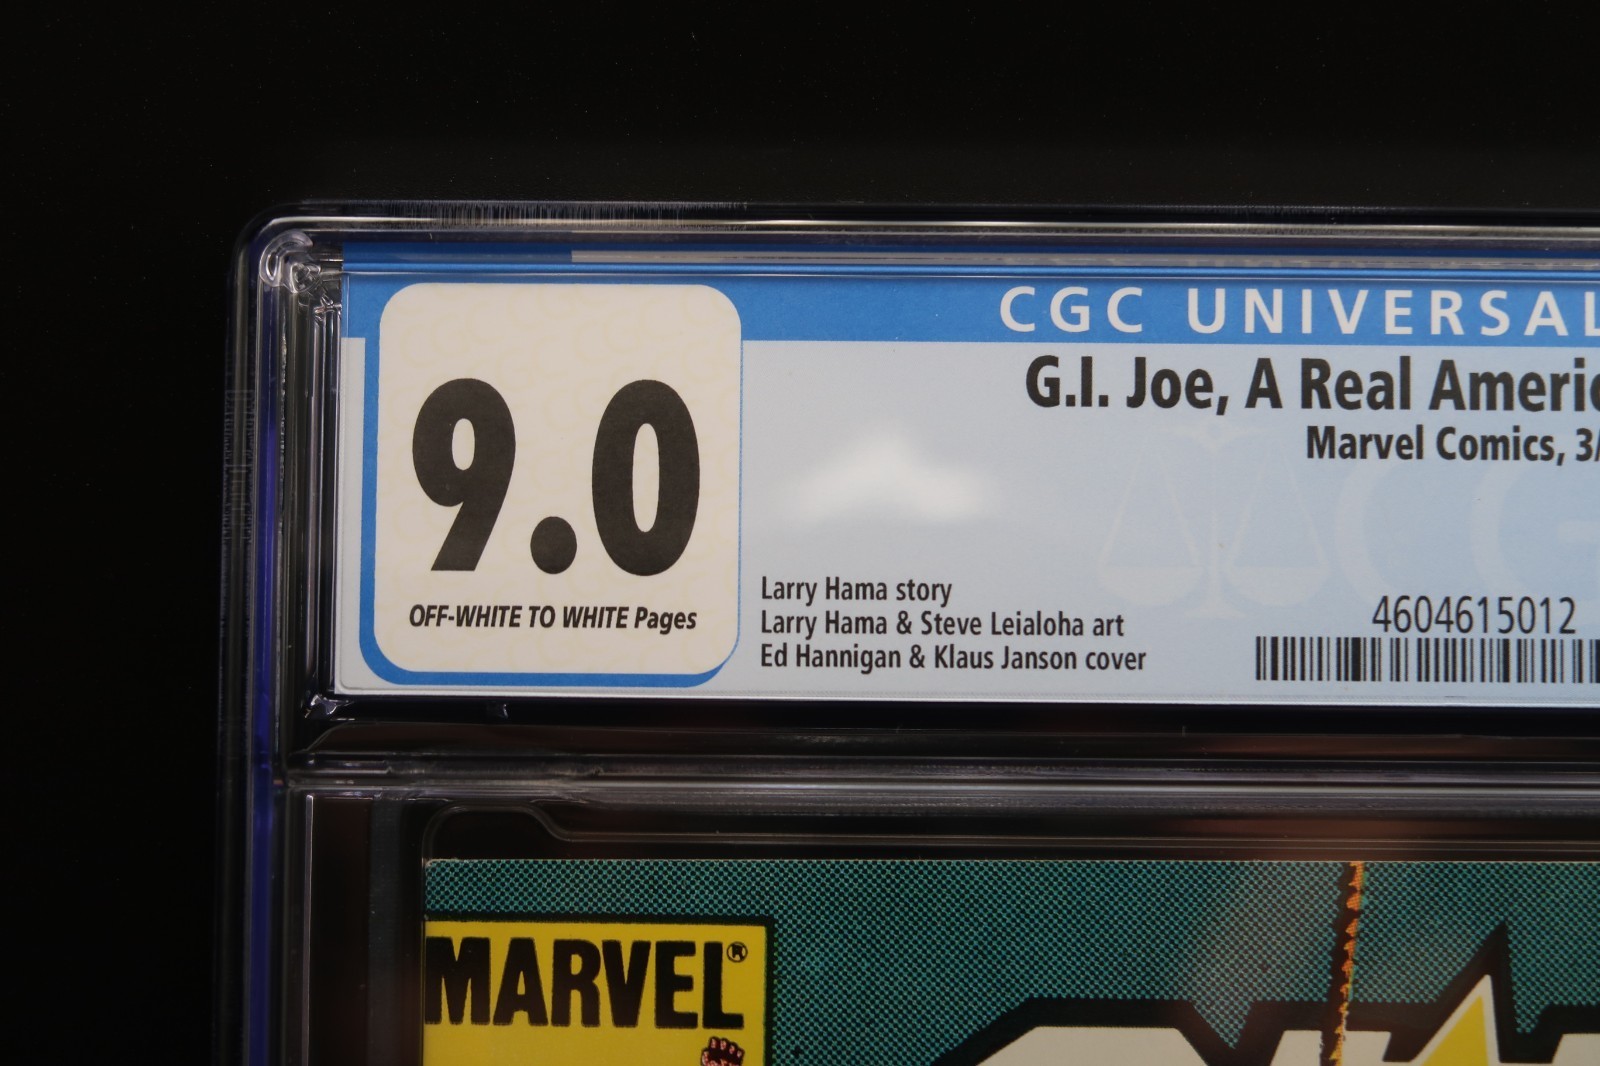 CGC UNIVERSAL
G.I. Joe, A Real Americ
Marvel Comics, 3/
9.0
OFF-WHITE TO WHITE Pages
Larry Hama story
Larry Hama & Steve Leialoha art
Ed Hannigan & Klaus Janson cover
4604615012
MARVEL®